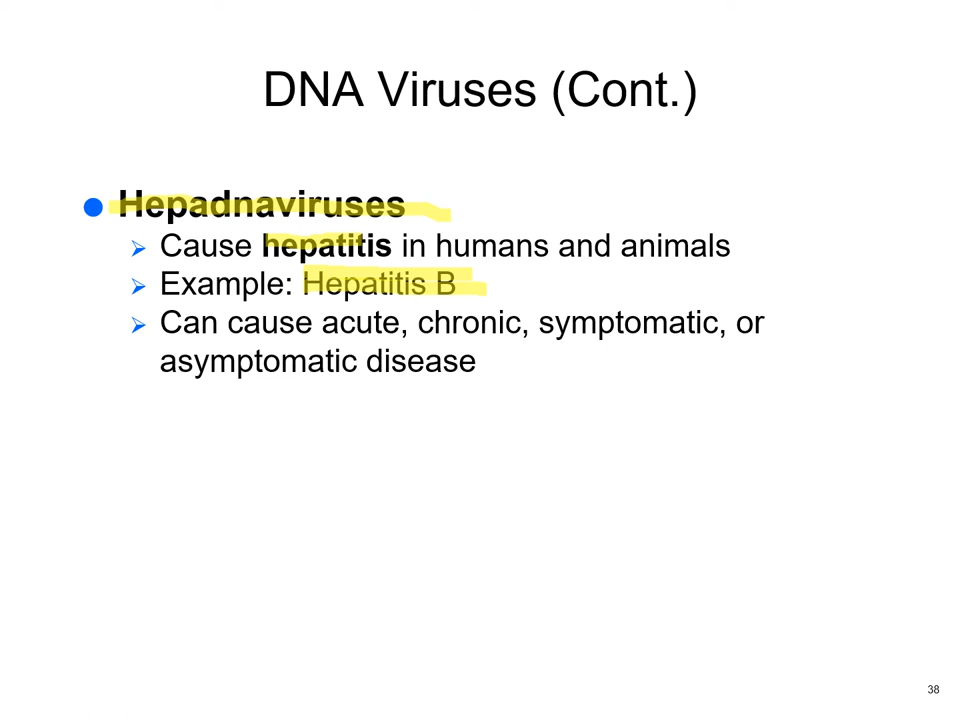 DNA Viruses (Cont.)
Hepadnaviruses
Cause hepatitis in humans and animals
Example: Hepatitis B
Can cause acute, chronic, symptomatic, or
asymptomatic disease
38